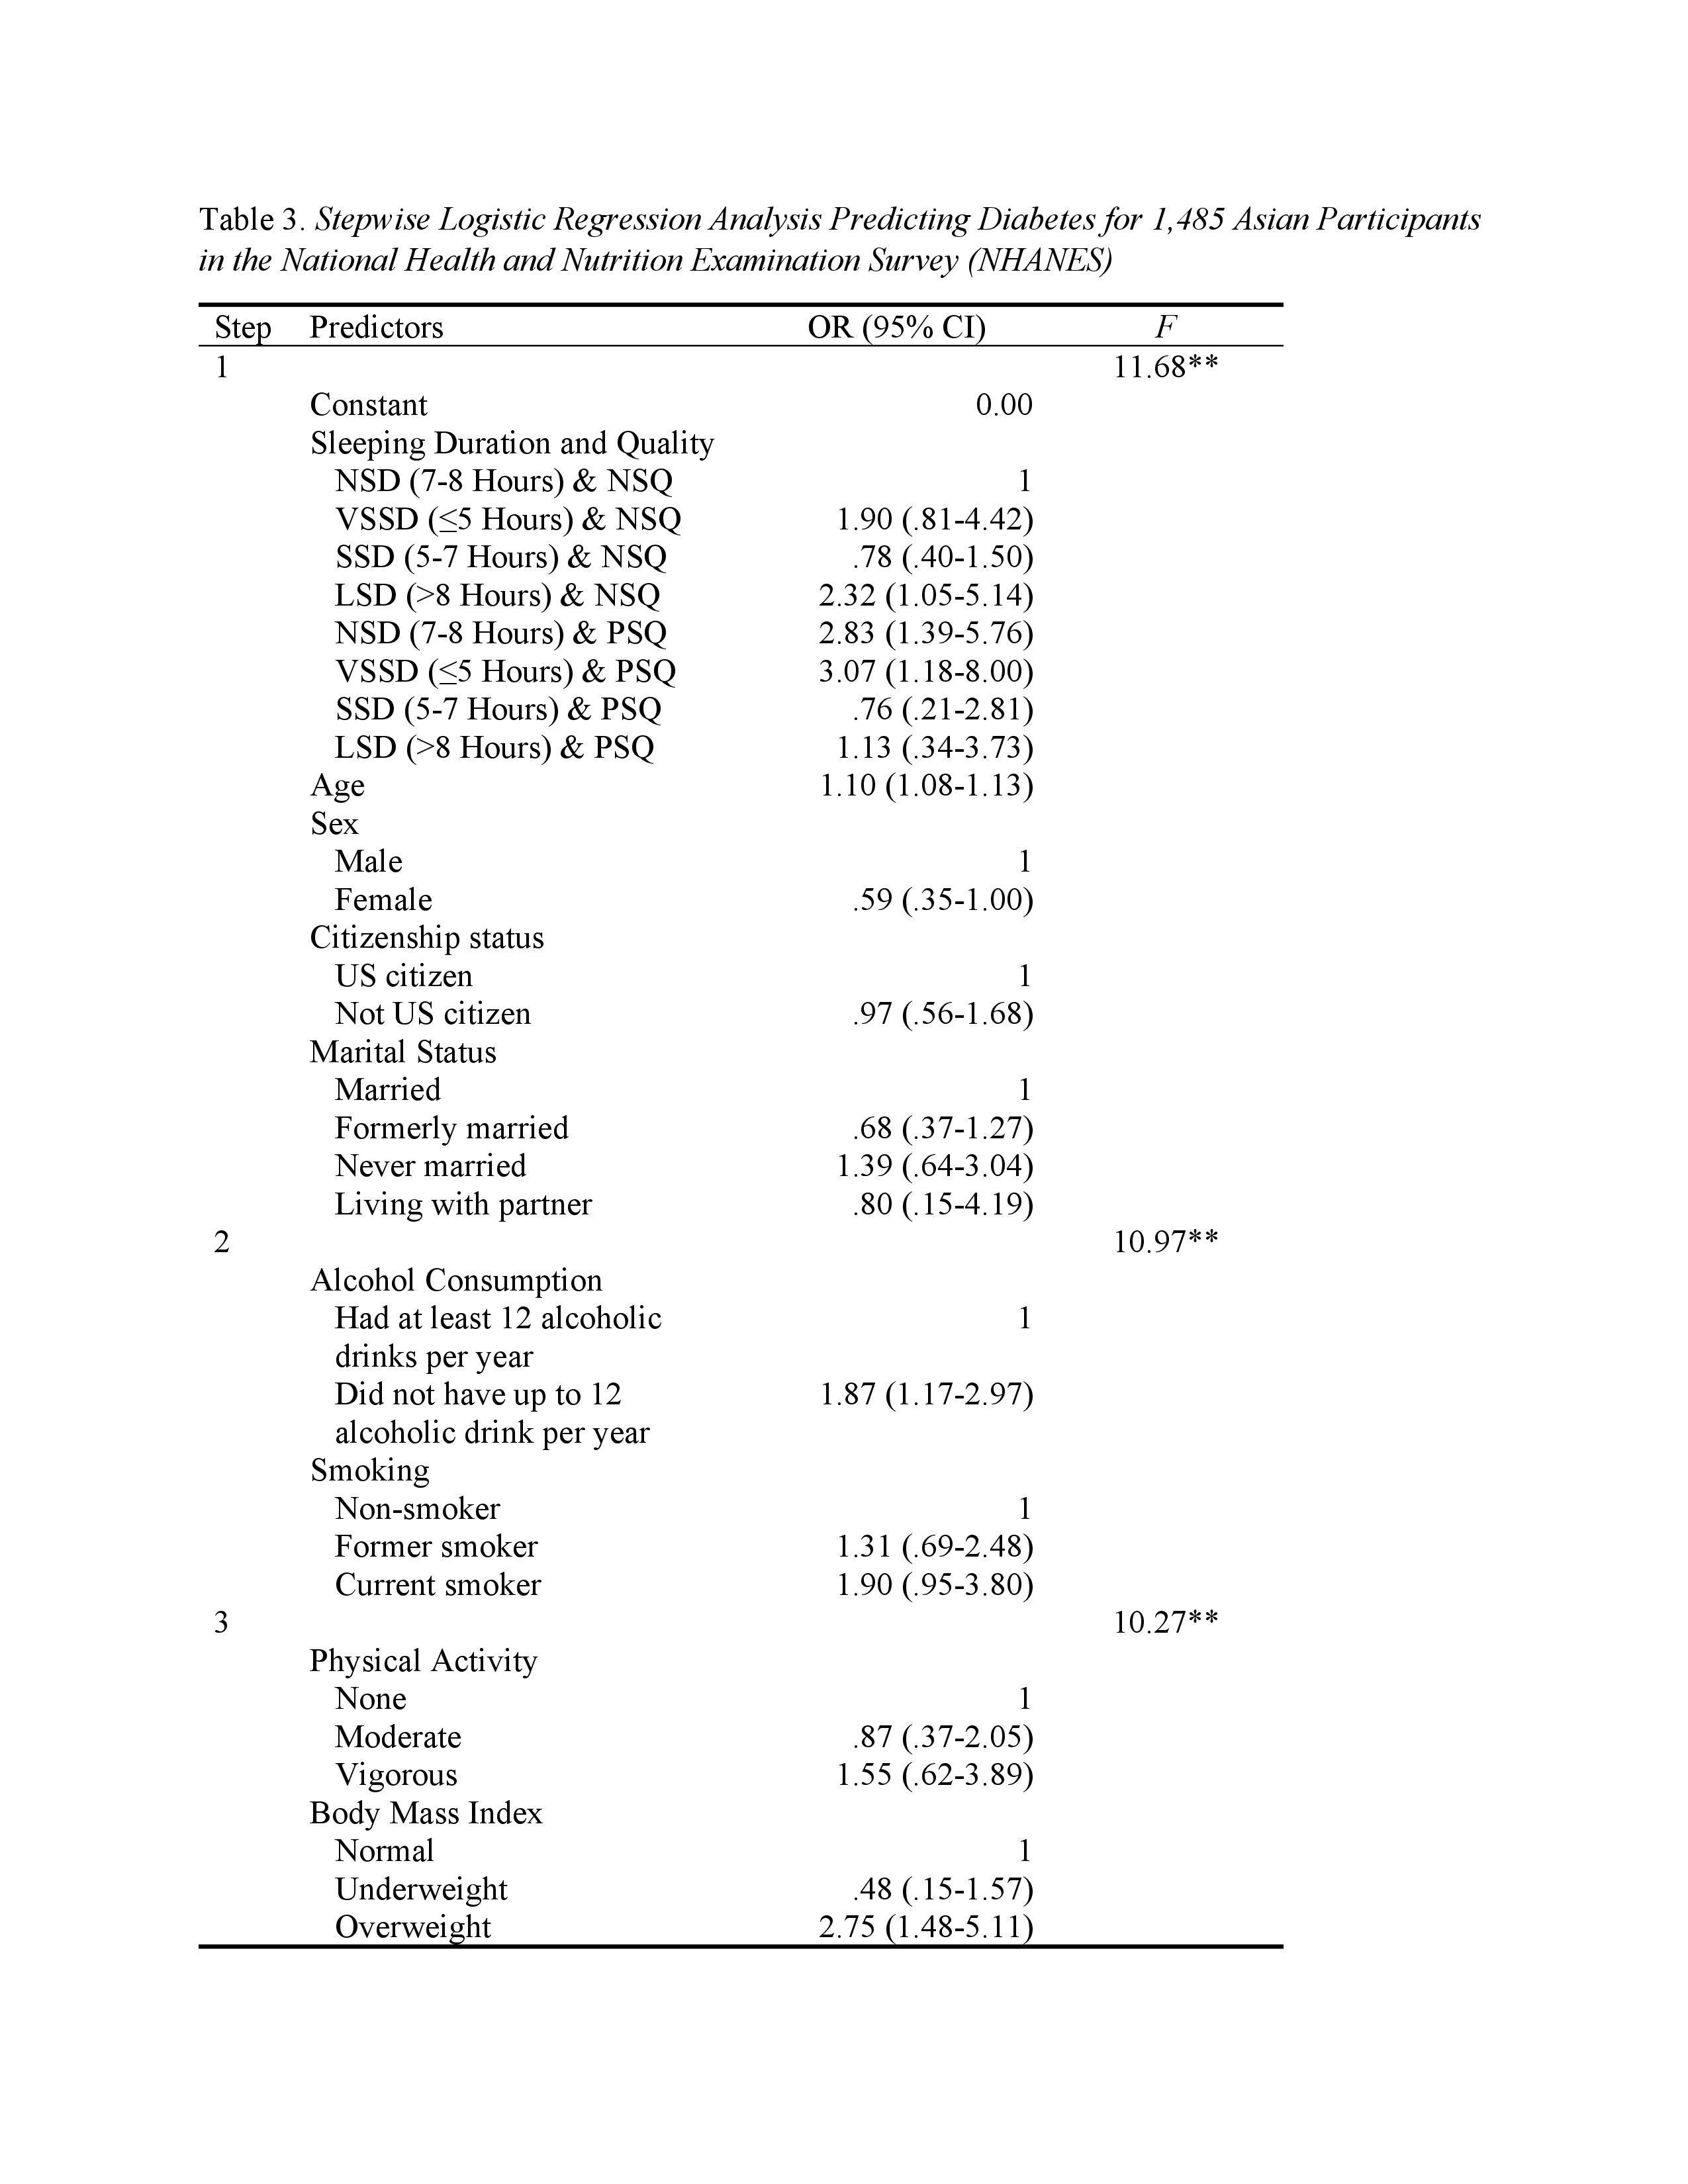 Table 3. Stepwise Logistic Regression Analysis Predicting Diabetes for 1,485 Asian Participants
in the National Health and Nutrition Examination Survey (NHANES)
Step Predictors OR (95% CI) F
1 11.68**
Constant 0.00
Sleeping Duration and Quality
NSD (7-8 Hours) & NSQ 1
VSSD (≤5 Hours) & NSQ 1.90 (.81-4.42)
SSD (5-7 Hours) & NSQ .78 (.40-1.50)
LSD (>8 Hours) & NSQ 2.32 (1.05-5.14)
NSD (7-8 Hours) & PSQ 2.83 (1.39-5.76)
VSSD (≤5 Hours) & PSQ 3.07 (1.18-8.00)
SSD (5-7 Hours) & PSQ .76 (.21-2.81)
LSD (>8 Hours) & PSQ 1.13 (.34-3.73)
Age 1.10 (1.08-1.13)
Sex
Male 1
Female .59 (.35-1.00)
Citizenship status
US citizen 1
Not US citizen .97 (.56-1.68)
Marital Status
Married 1
Formerly married .68 (.37-1.27)
Never married 1.39 (.64-3.04)
Living with partner .80 (.15-4.19)
2 10.97**
Alcohol Consumption
Had at least 12 alcoholic 1
drinks per year
Did not have up to 12 1.87 (1.17-2.97)
alcoholic drink per year
Smoking
Non-smoker 1
Former smoker 1.31 (.69-2.48)
Current smoker 1.90 (.95-3.80)
3 10.27**
Physical Activity
None 1
Moderate .87 (.37-2.05)
Vigorous 1.55 (.62-3.89)
Body Mass Index
Normal 1
Underweight .48 (.15-1.57)
Overweight 2.75 (1.48-5.11)